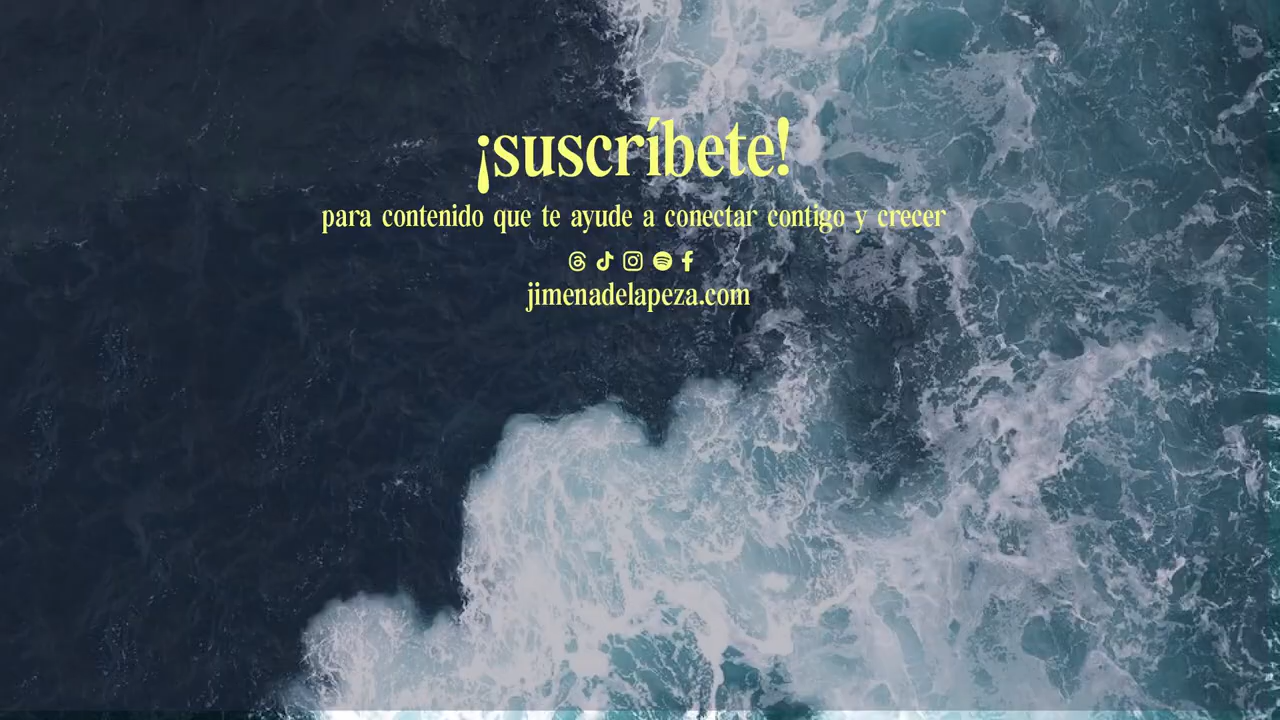 ¡suscríbete!
para contenido que te ayude a conectar contigo y crecer
jimenadelapeza.com